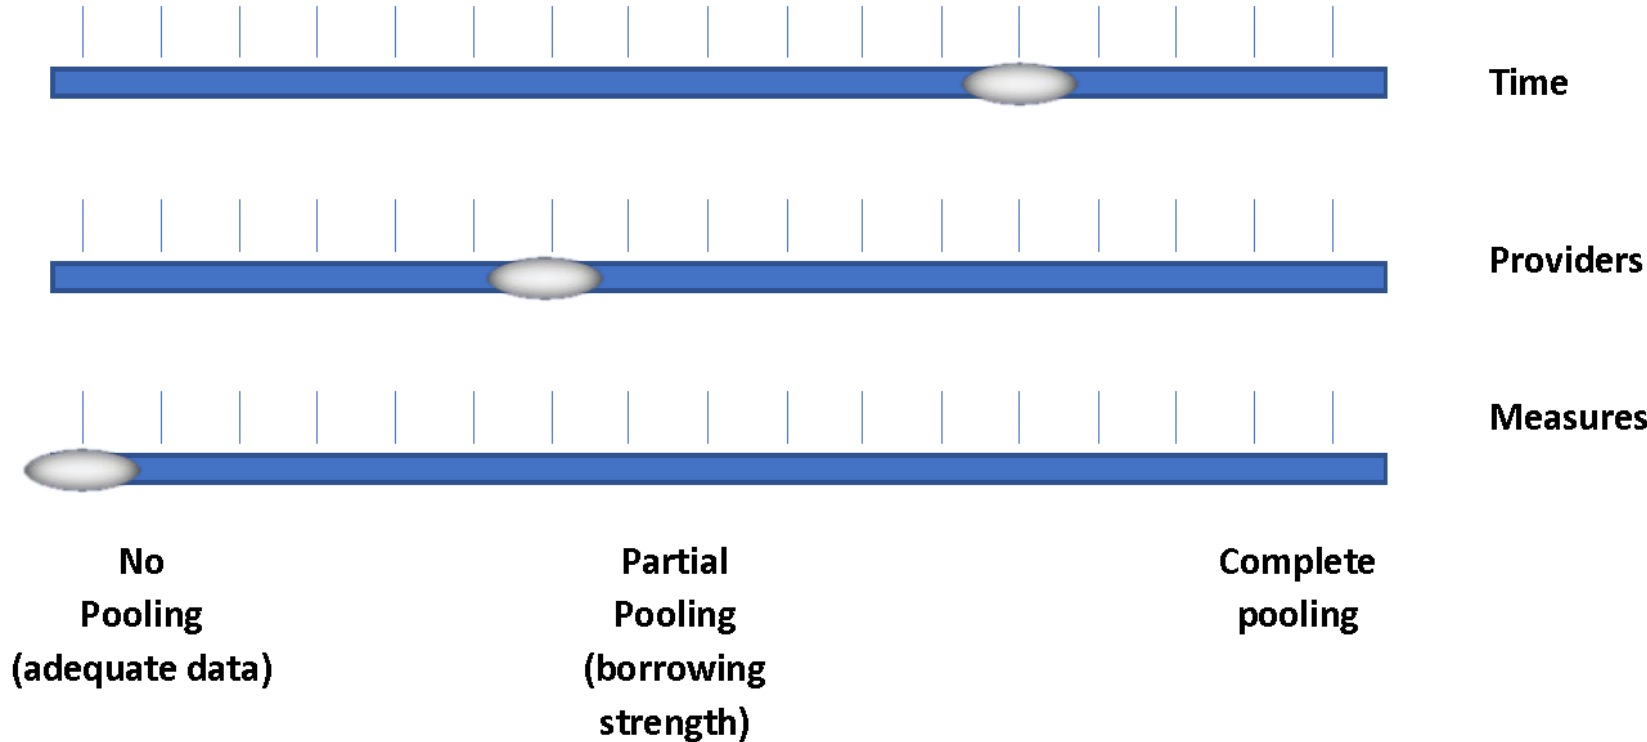 Time
Providers
Measures
No
Pooling
(adequate data)
Partial
Pooling
(borrowing
strength)
Complete
pooling